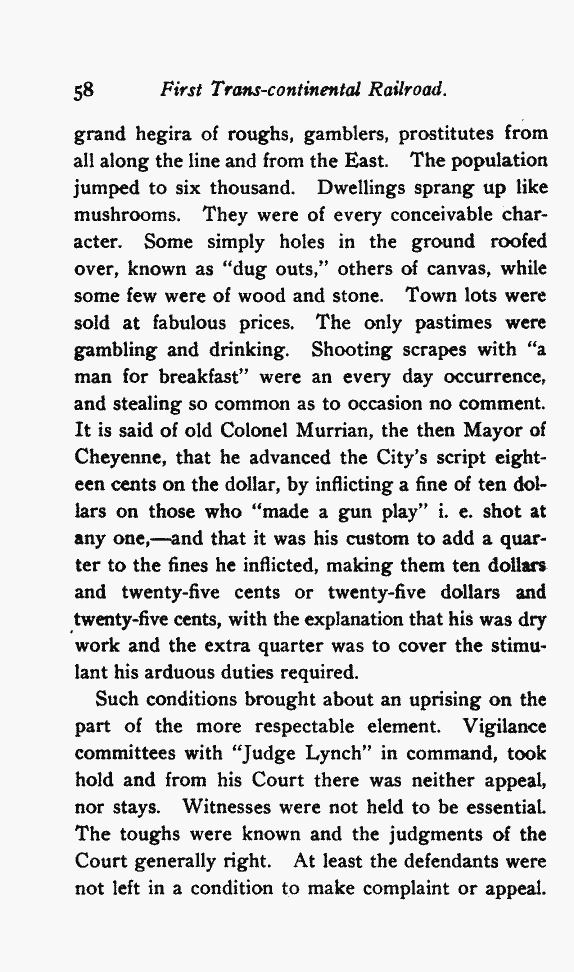 58 First Trans-continental Railroad.
grand hegira of roughs, gamblers, prostitutes from
all along the line and from the East. The population
jumped to six thousand. Dwellings sprang up like
mushrooms. They were of every conceivable char-
acter. Some simply holes in the ground roofed
over, known as "dug outs," others of canvas, while
some few were of wood and stone. Town lots were
sold at fabulous prices. The only pastimes were
gambling and drinking. Shooting scrapes with "a
man for breakfast" were an every day occurrence,
and stealing so common as to occasion no comment.
It is said of old Colonel Murrian, the then Mayor of
Cheyenne, that he advanced the City's script eight-
een cents on the dollar, by inflicting a fine of ten dol-
lars on those who "made a gun play" i. e. shot at
any one,—and that it was his custom to add a quar-
ter to the fines he inflicted, making them ten dollars
and twenty-five cents or twenty-five dollars and
twenty-five cents, with the explanation that his was dry
work and the extra quarter was to cover the stimu-
lant his arduous duties required.
Such conditions brought about an uprising on the
part of the more respectable element. Vigilance
committees with "Judge Lynch" in command, took
hold and from his Court there was neither appeal,
nor stays. Witnesses were not held to be essential.
The toughs were known and the judgments of the
Court generally right. At least the defendants were
not left in a condition to make complaint or appeal.